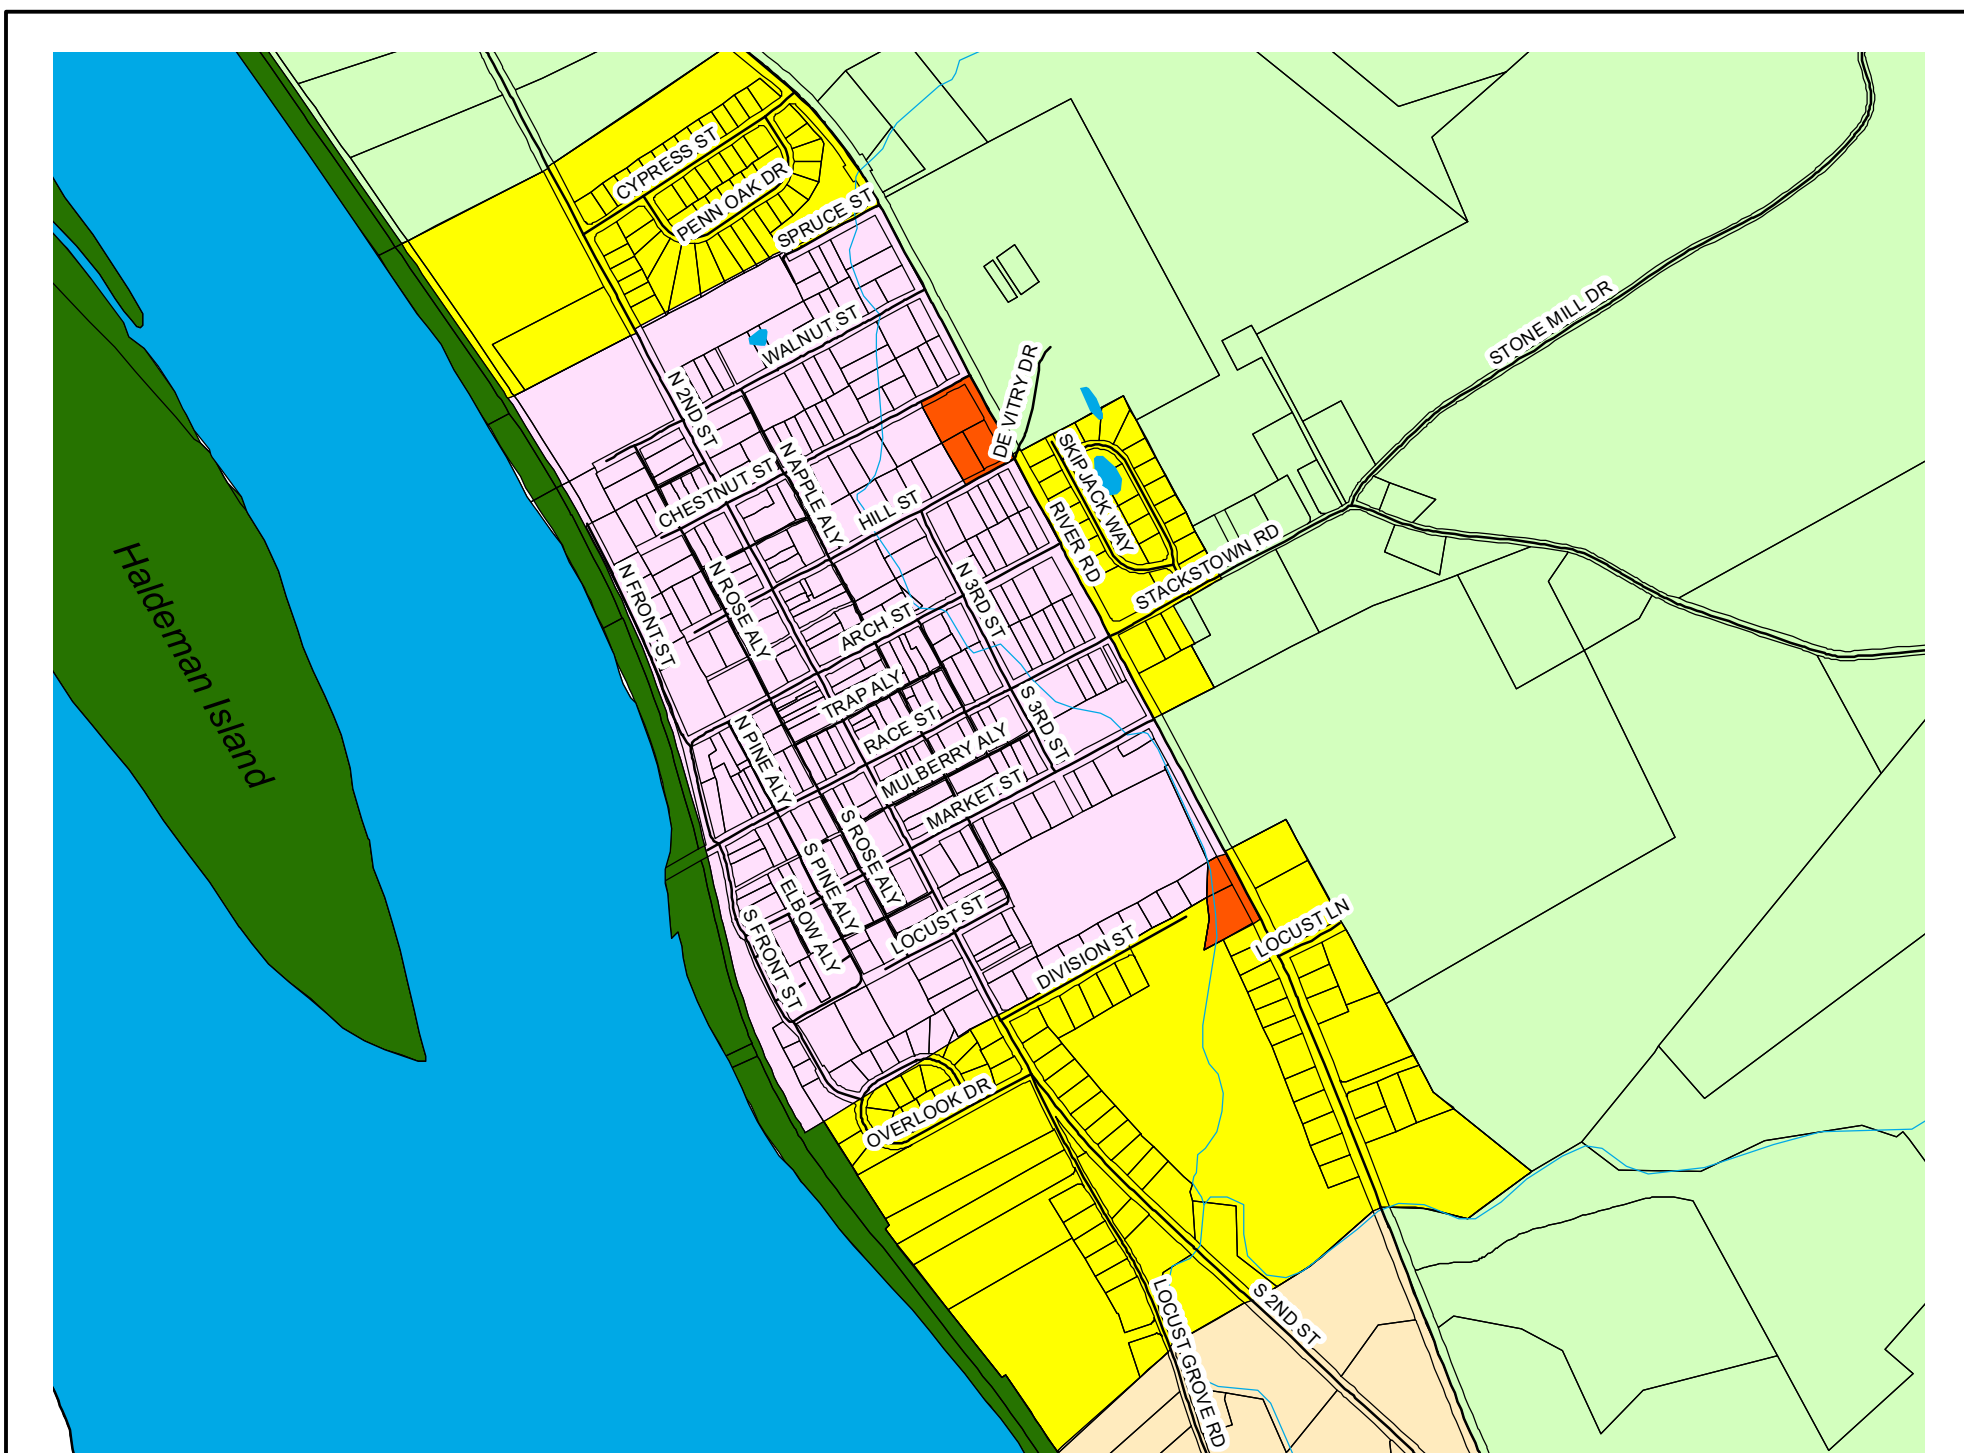 CYPRESS ST
PENN OAK DR
SPRUCE ST
WALNUT ST
STONE MILL DR
N 2ND ST
DE VITRY DR
N APPLE ALY
CHESTNUT ST
SKIPJACK WAY
HILL ST
RIVER RD
STACKSTOWN RD
Haldeman Island
N FRONT ST
N ROSE ALY
N 3RD ST
ARCH ST
TRAP ALY
S 3RD ST
RACE ST
N PINE ALY
MULBERRY ALY
MARKET ST
S ROSE ALY
S PINE ALY
ELBOW ALY
LOCUST ST
LOCUST LN
S FRONT ST
DIVISION ST
OVERLOOK DR
S 2ND ST
LOCUST GROVE RD